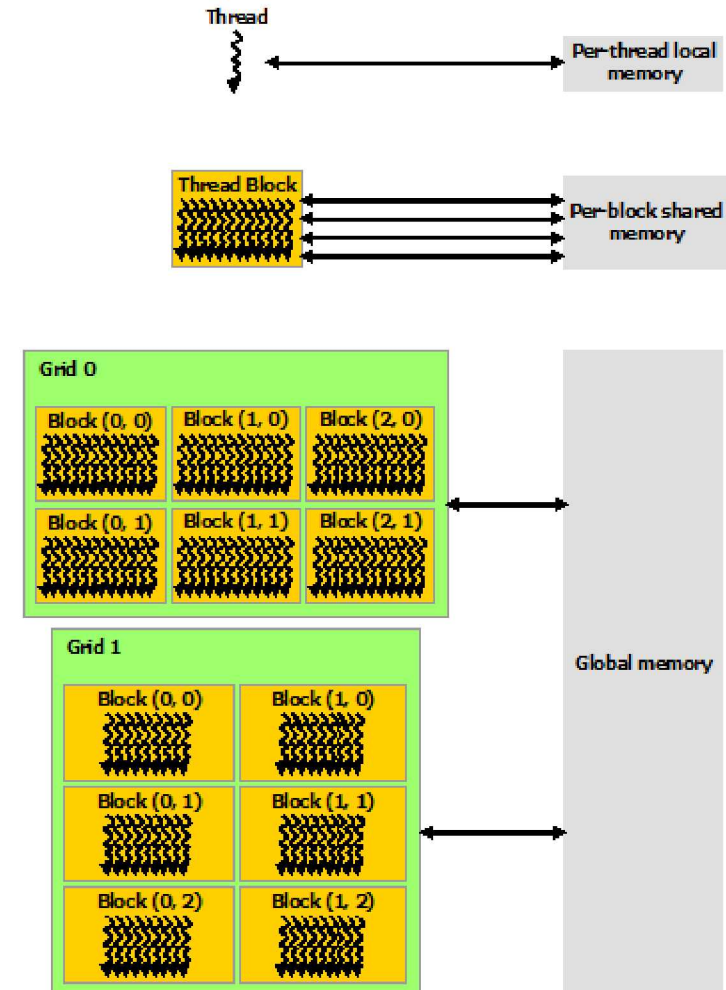 Thread
Per-thread local
memory
Thread Block
Per-block shared
memory
Grid 0
Block (0, 0)
Block (1, 0)
Block (2, 0)
Block (0, 1)
Block (1, 1)
Block (2, 1)
Grid 1
Global memory
Block (0, 0)
Block (1, 0)
Block (0, 1)
Block (1, 1)
Block (0, 2)
Block (1, 2)